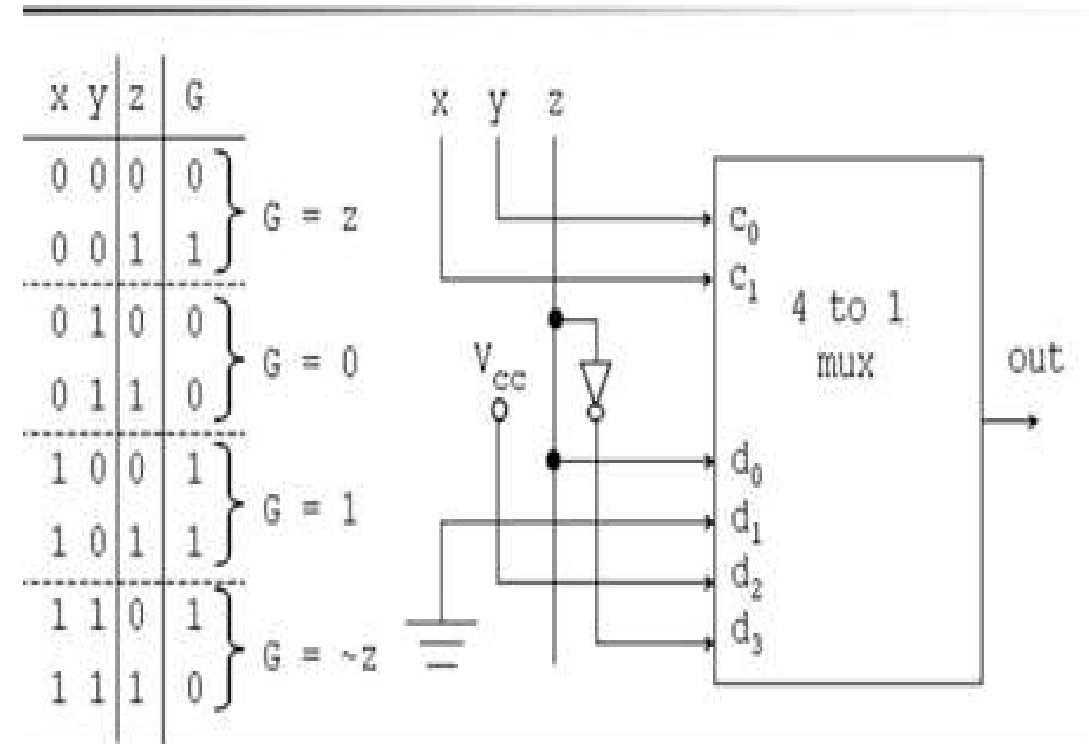 x y z G
0 0 0 0
G = z
0 0 1 1
0 1 0 0
G = 0
0 1 1 0
1 0 0 1
G = 1
1 0 1 1
1 1 0 1
G = ~z
1 1 1 0
x y z
c₀
c₁
4 to 1
mux
out
Vcc
d₀
d₁
d₂
d₃